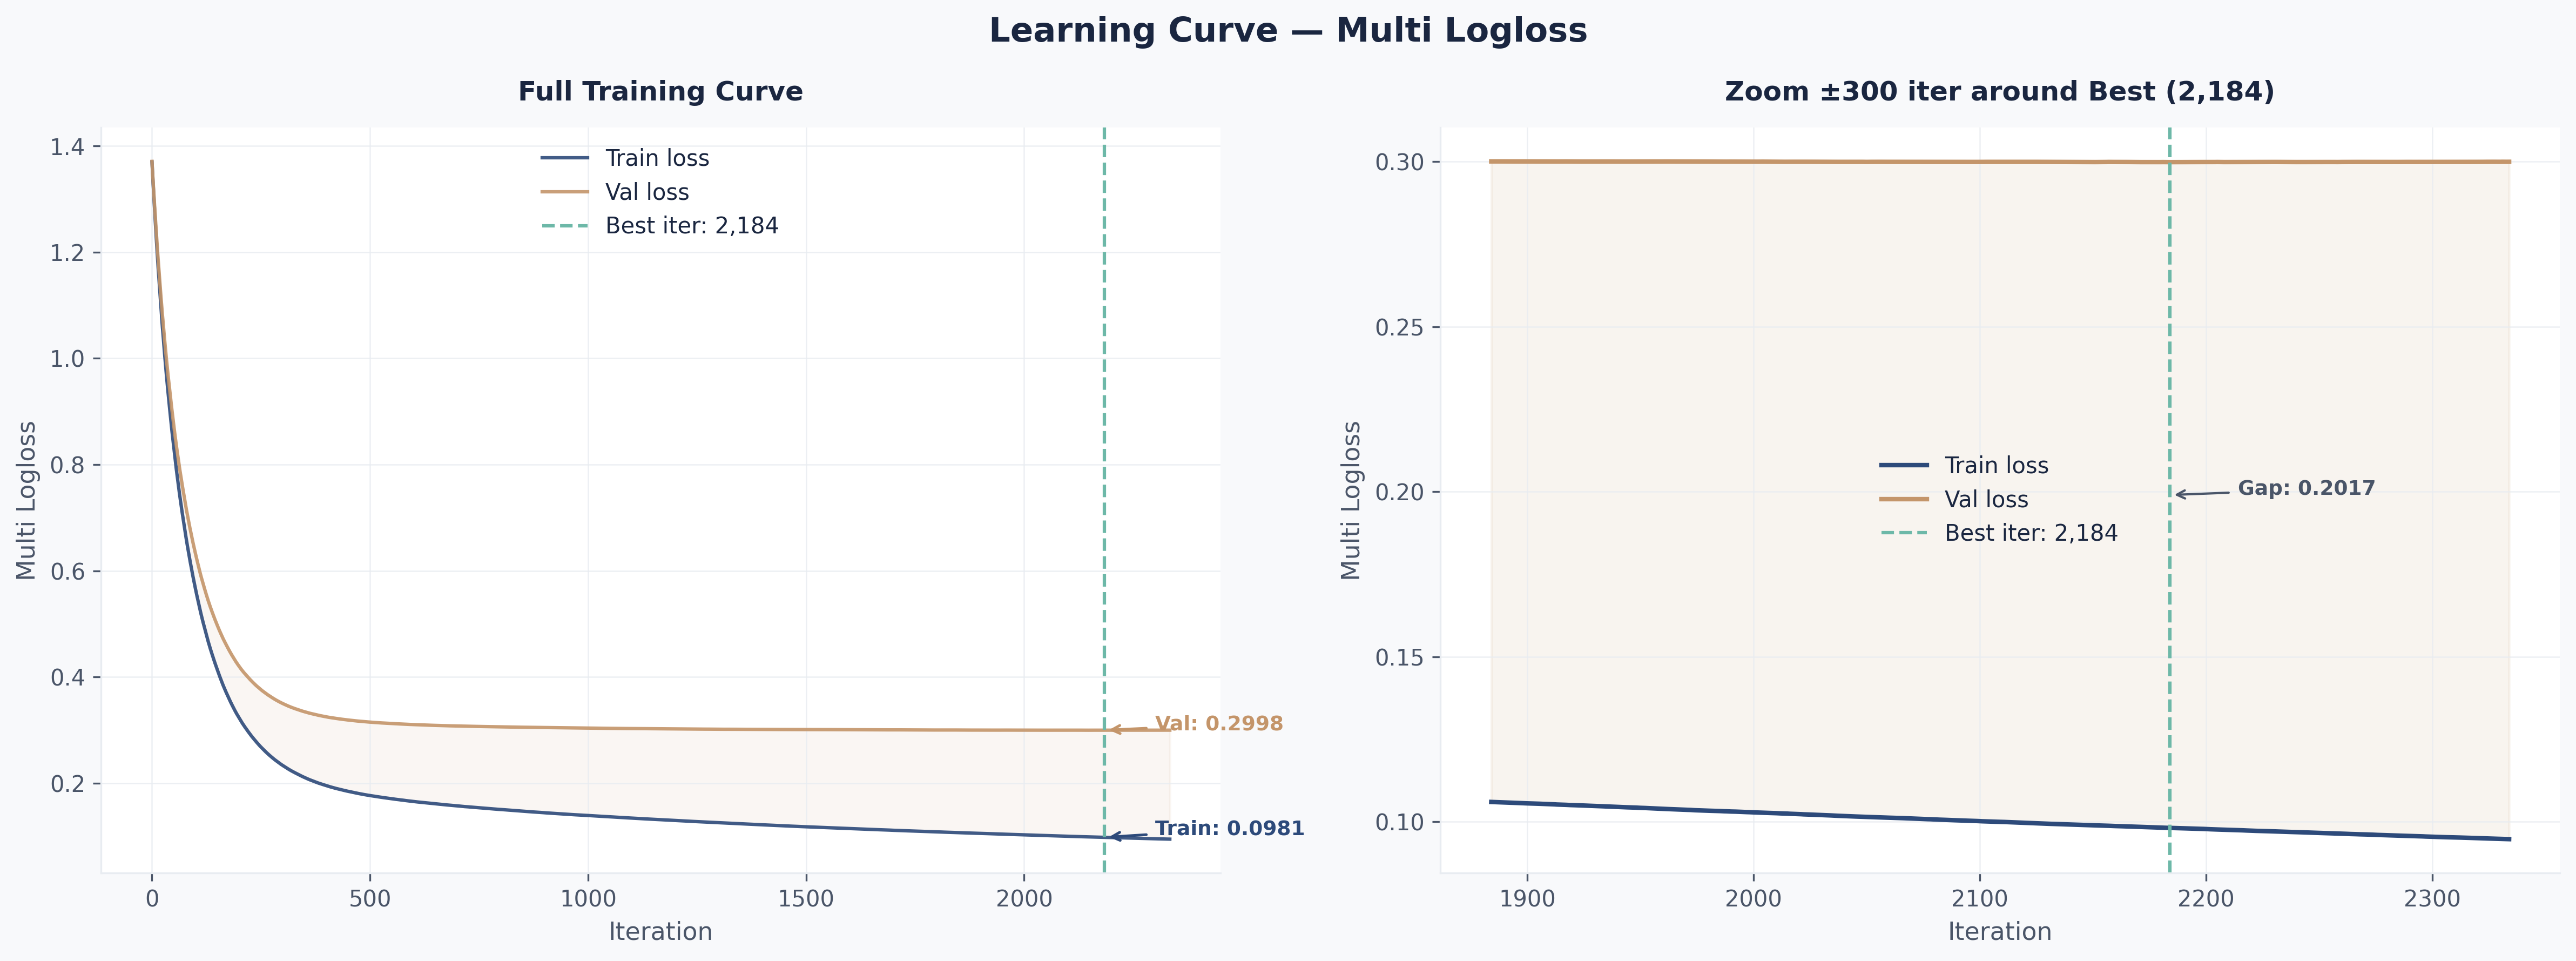 Learning Curve — Multi Logloss
Full Training Curve
Multi Logloss
1.4
1.2
1.0
0.8
0.6
0.4
0.2
Train loss
Val loss
Best iter: 2,184
Val: 0.2998
Train: 0.0981
0 500 1000 1500 2000
Iteration
Zoom ±300 iter around Best (2,184)
Multi Logloss
0.30
0.25
0.20
0.15
0.10
Train loss
Val loss
Best iter: 2,184
Gap: 0.2017
1900 2000 2100 2200 2300
Iteration